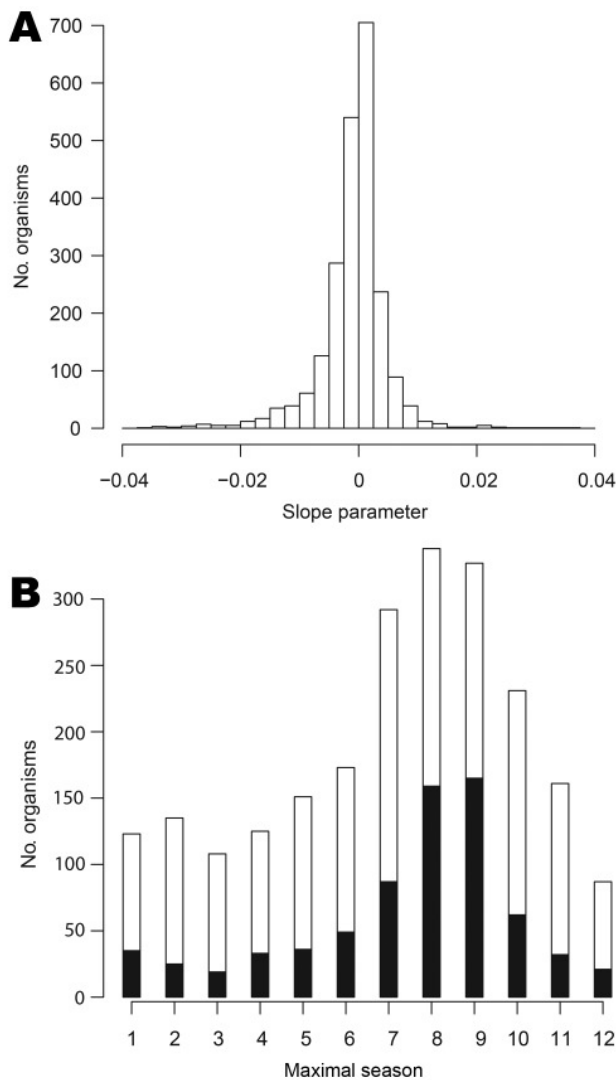 A
700
600
500
400
300
200
100
0
No. organisms
−0.04 −0.02 0 0.02 0.04
Slope parameter
B
300
250
200
150
100
50
0
No. organisms
1 2 3 4 5 6 7 8 9 10 11 12
Maximal season